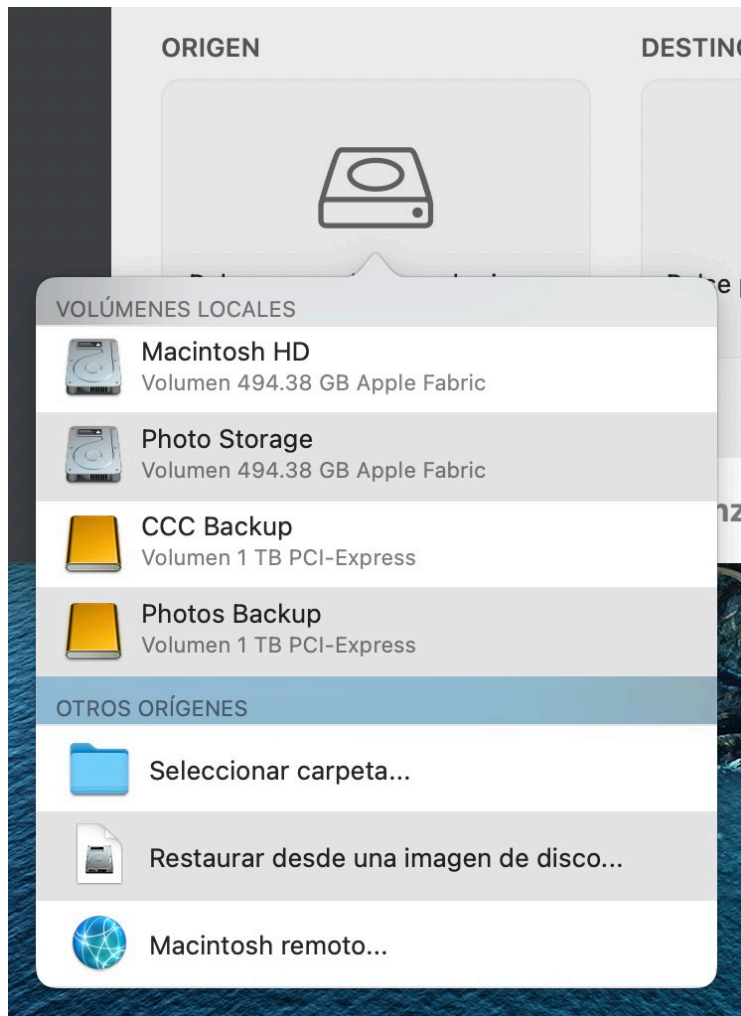 ORIGEN
VOLÚMENES LOCALES
Macintosh HD
Volumen 494.38 GB Apple Fabric
Photo Storage
Volumen 494.38 GB Apple Fabric
CCC Backup
Volumen 1 TB PCI-Express
Photos Backup
Volumen 1 TB PCI-Express
OTROS ORÍGENES
Seleccionar carpeta...
Restaurar desde una imagen de disco...
Macintosh remoto...